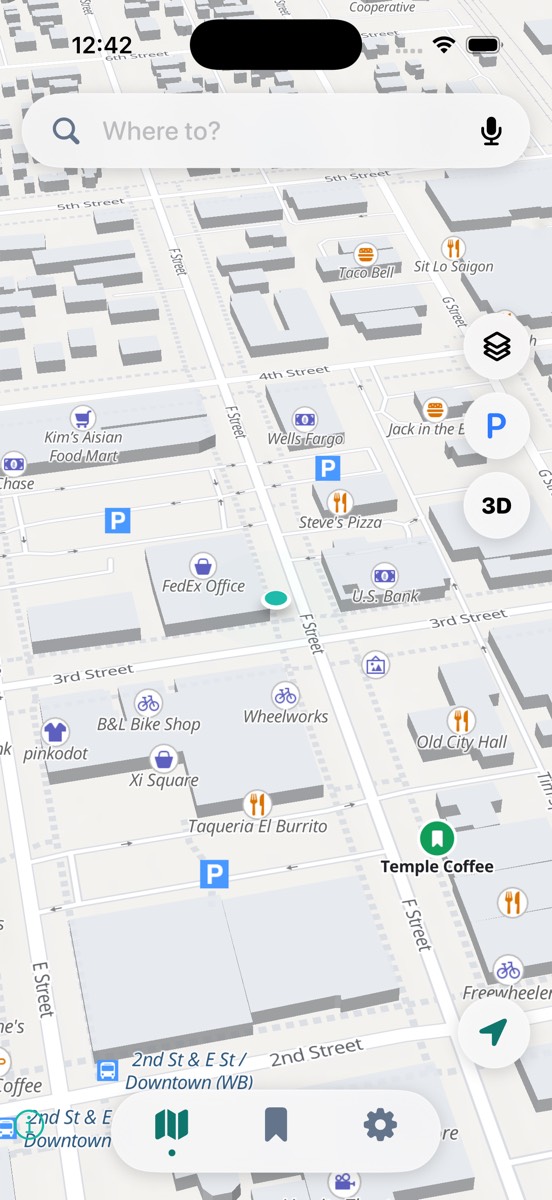 Cooperative
12:42
Street
6th Street
Where to?
5th Street
5th Street
F Street
Taco Bell
Sit Lo Saigon
G Street
4th Street
3D
P
F Street
Kim's Aisian
Food Mart
Wells Fargo
Jack in the B
Chase
P
P
Steve's Pizza
FedEx Office
U.S. Bank
F Street
3rd Street
3rd Street
B&L Bike Shop
Wheelworks
pinkodot
Xi Square
Old City Hall
Taqueria El Burrito
Temple Coffee
P
F Street
E Street
Freewheeler
2nd Street
2nd St & E St /
Downtown (WB)
Coffee
2nd St & E
Downtown